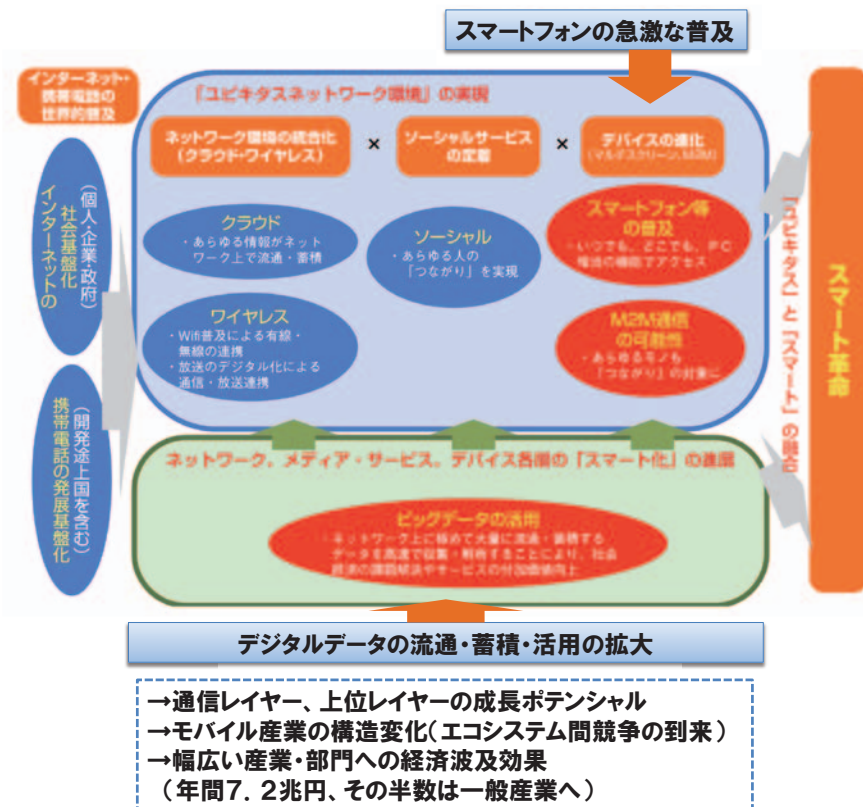 スマートフォンの急激な普及
インターネット・
携帯電話の
世界的普及
『ユビキタスネットワーク環境』の実現
ネットワーク環境の統合化
(クラウド・ワイヤレス)
×
ソーシャルサービス
の定着
×
デバイスの進化
(マルチスクリーン、M2M)
インターネットの
社会基盤化
(個人・企業・政府)
クラウド
・あらゆる情報がネット
ワーク上で流通・蓄積
ソーシャル
・あらゆる人の
「つながり」を実現
スマートフォン等
の普及
・いつでも、どこでも、PC
相当の機能でアクセス
ワイヤレス
・Wifi普及による有線・
無線の連携
・放送のデジタル化による
通信・放送連携
M2M通信
の可能性
・あらゆるモノも
「つながり」の対象に
携帯電話の発展基盤化
(開発途上国を含む)
『ユビキタス』と『スマート』の融合
スマート革命
ネットワーク、メディア・サービス、デバイス各層の「スマート化」の進展
ビッグデータの活用
・ネットワーク上に極めて大量に流通・蓄積する
データを高速で収集・解析することにより、社会
経済の課題解決やサービスの付加価値向上
デジタルデータの流通・蓄積・活用の拡大
→通信レイヤー、上位レイヤーの成長ポテンシャル
→モバイル産業の構造変化(エコシステム間競争の到来)
→幅広い産業・部門への経済波及効果
(年間7.2兆円、その半数は一般産業へ)